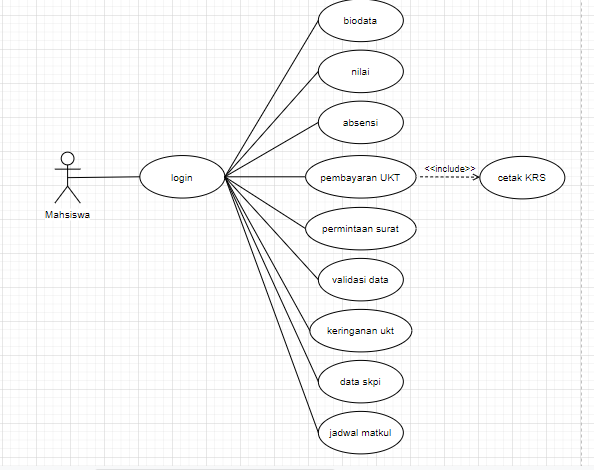 biodata
nilai
absensi
pembayaran UKT
<<include>>
cetak KRS
login
Mahsiswa
permintaan surat
validasi data
keringanan ukt
data skpi
jadwal matkul